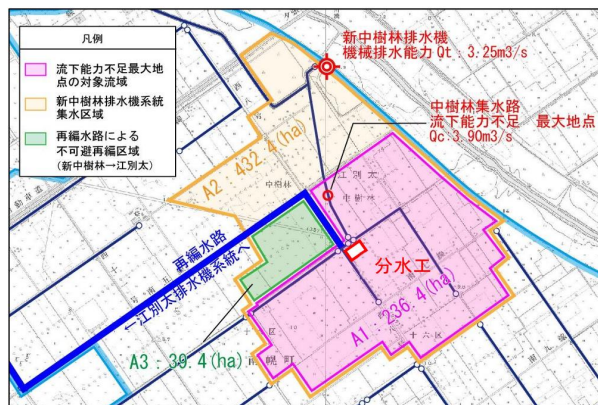 凡例
流下能力不足最大地
点の対象流域
新中樹林排水機系統
集水区域
再編水路による
不可避再編区域
(新中樹林→江別太)
新中樹林排水機
機械排水能力 Qt : 3.25m3/s
中樹林集水路
流下能力不足 最大地点
Qc : 3.90m3/s
A2 : 432.4(ha)
中樹林
江別太
中樹林
再編水路
←江別太排水機系統へ
分水工
A1 : 236.4(ha)
A3 : 39.4(ha)
幌町
十六区